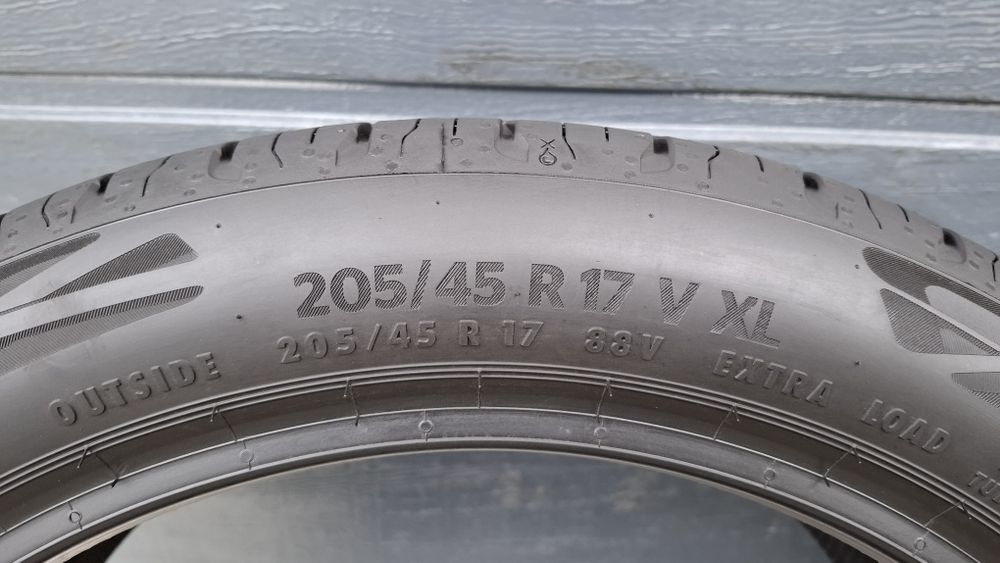 205/45 R 17 V XL
OUTSIDE 205/45 R 17 88V EXTRA LOAD